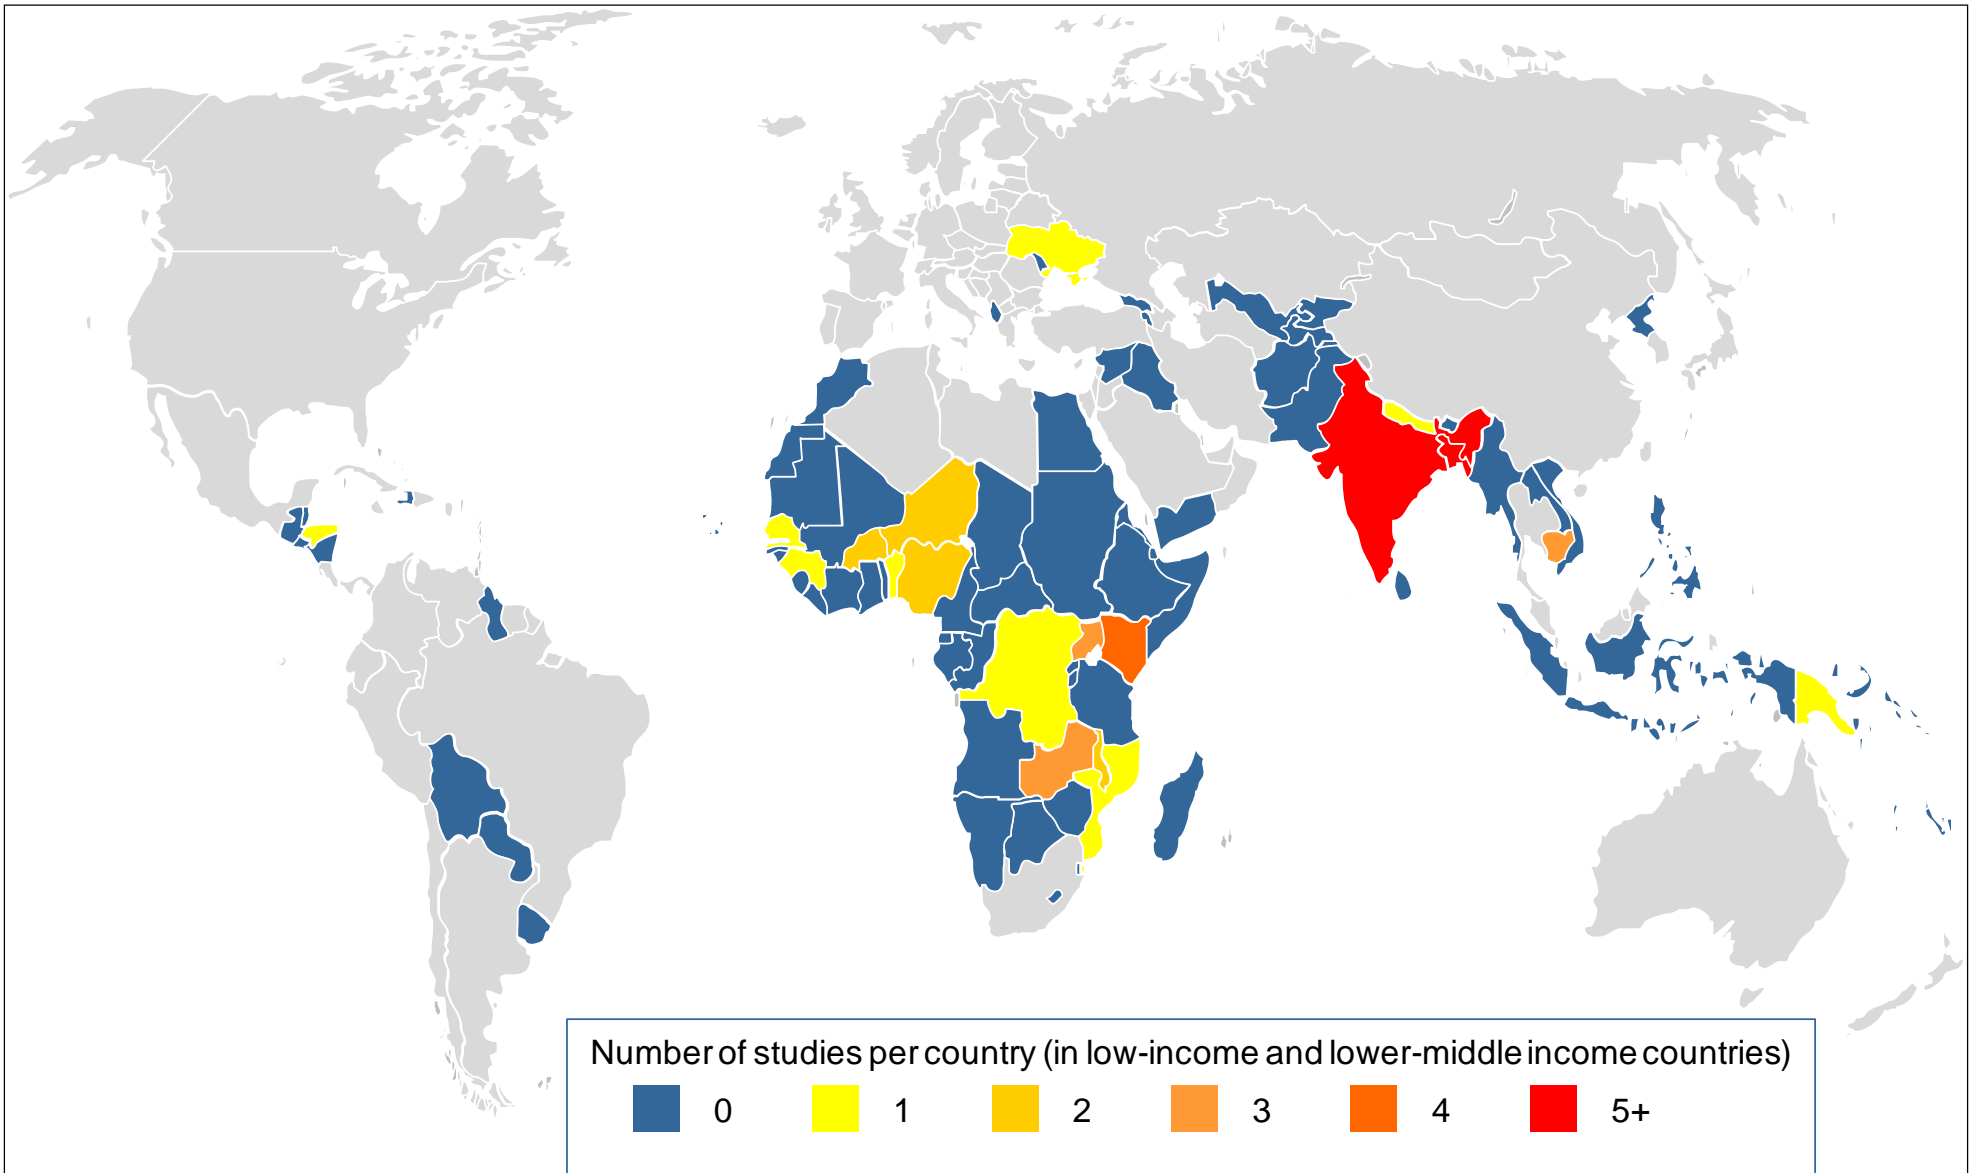 Number of studies per country (in low-income and lower-middle income countries)
0 1 2 3 4 5+